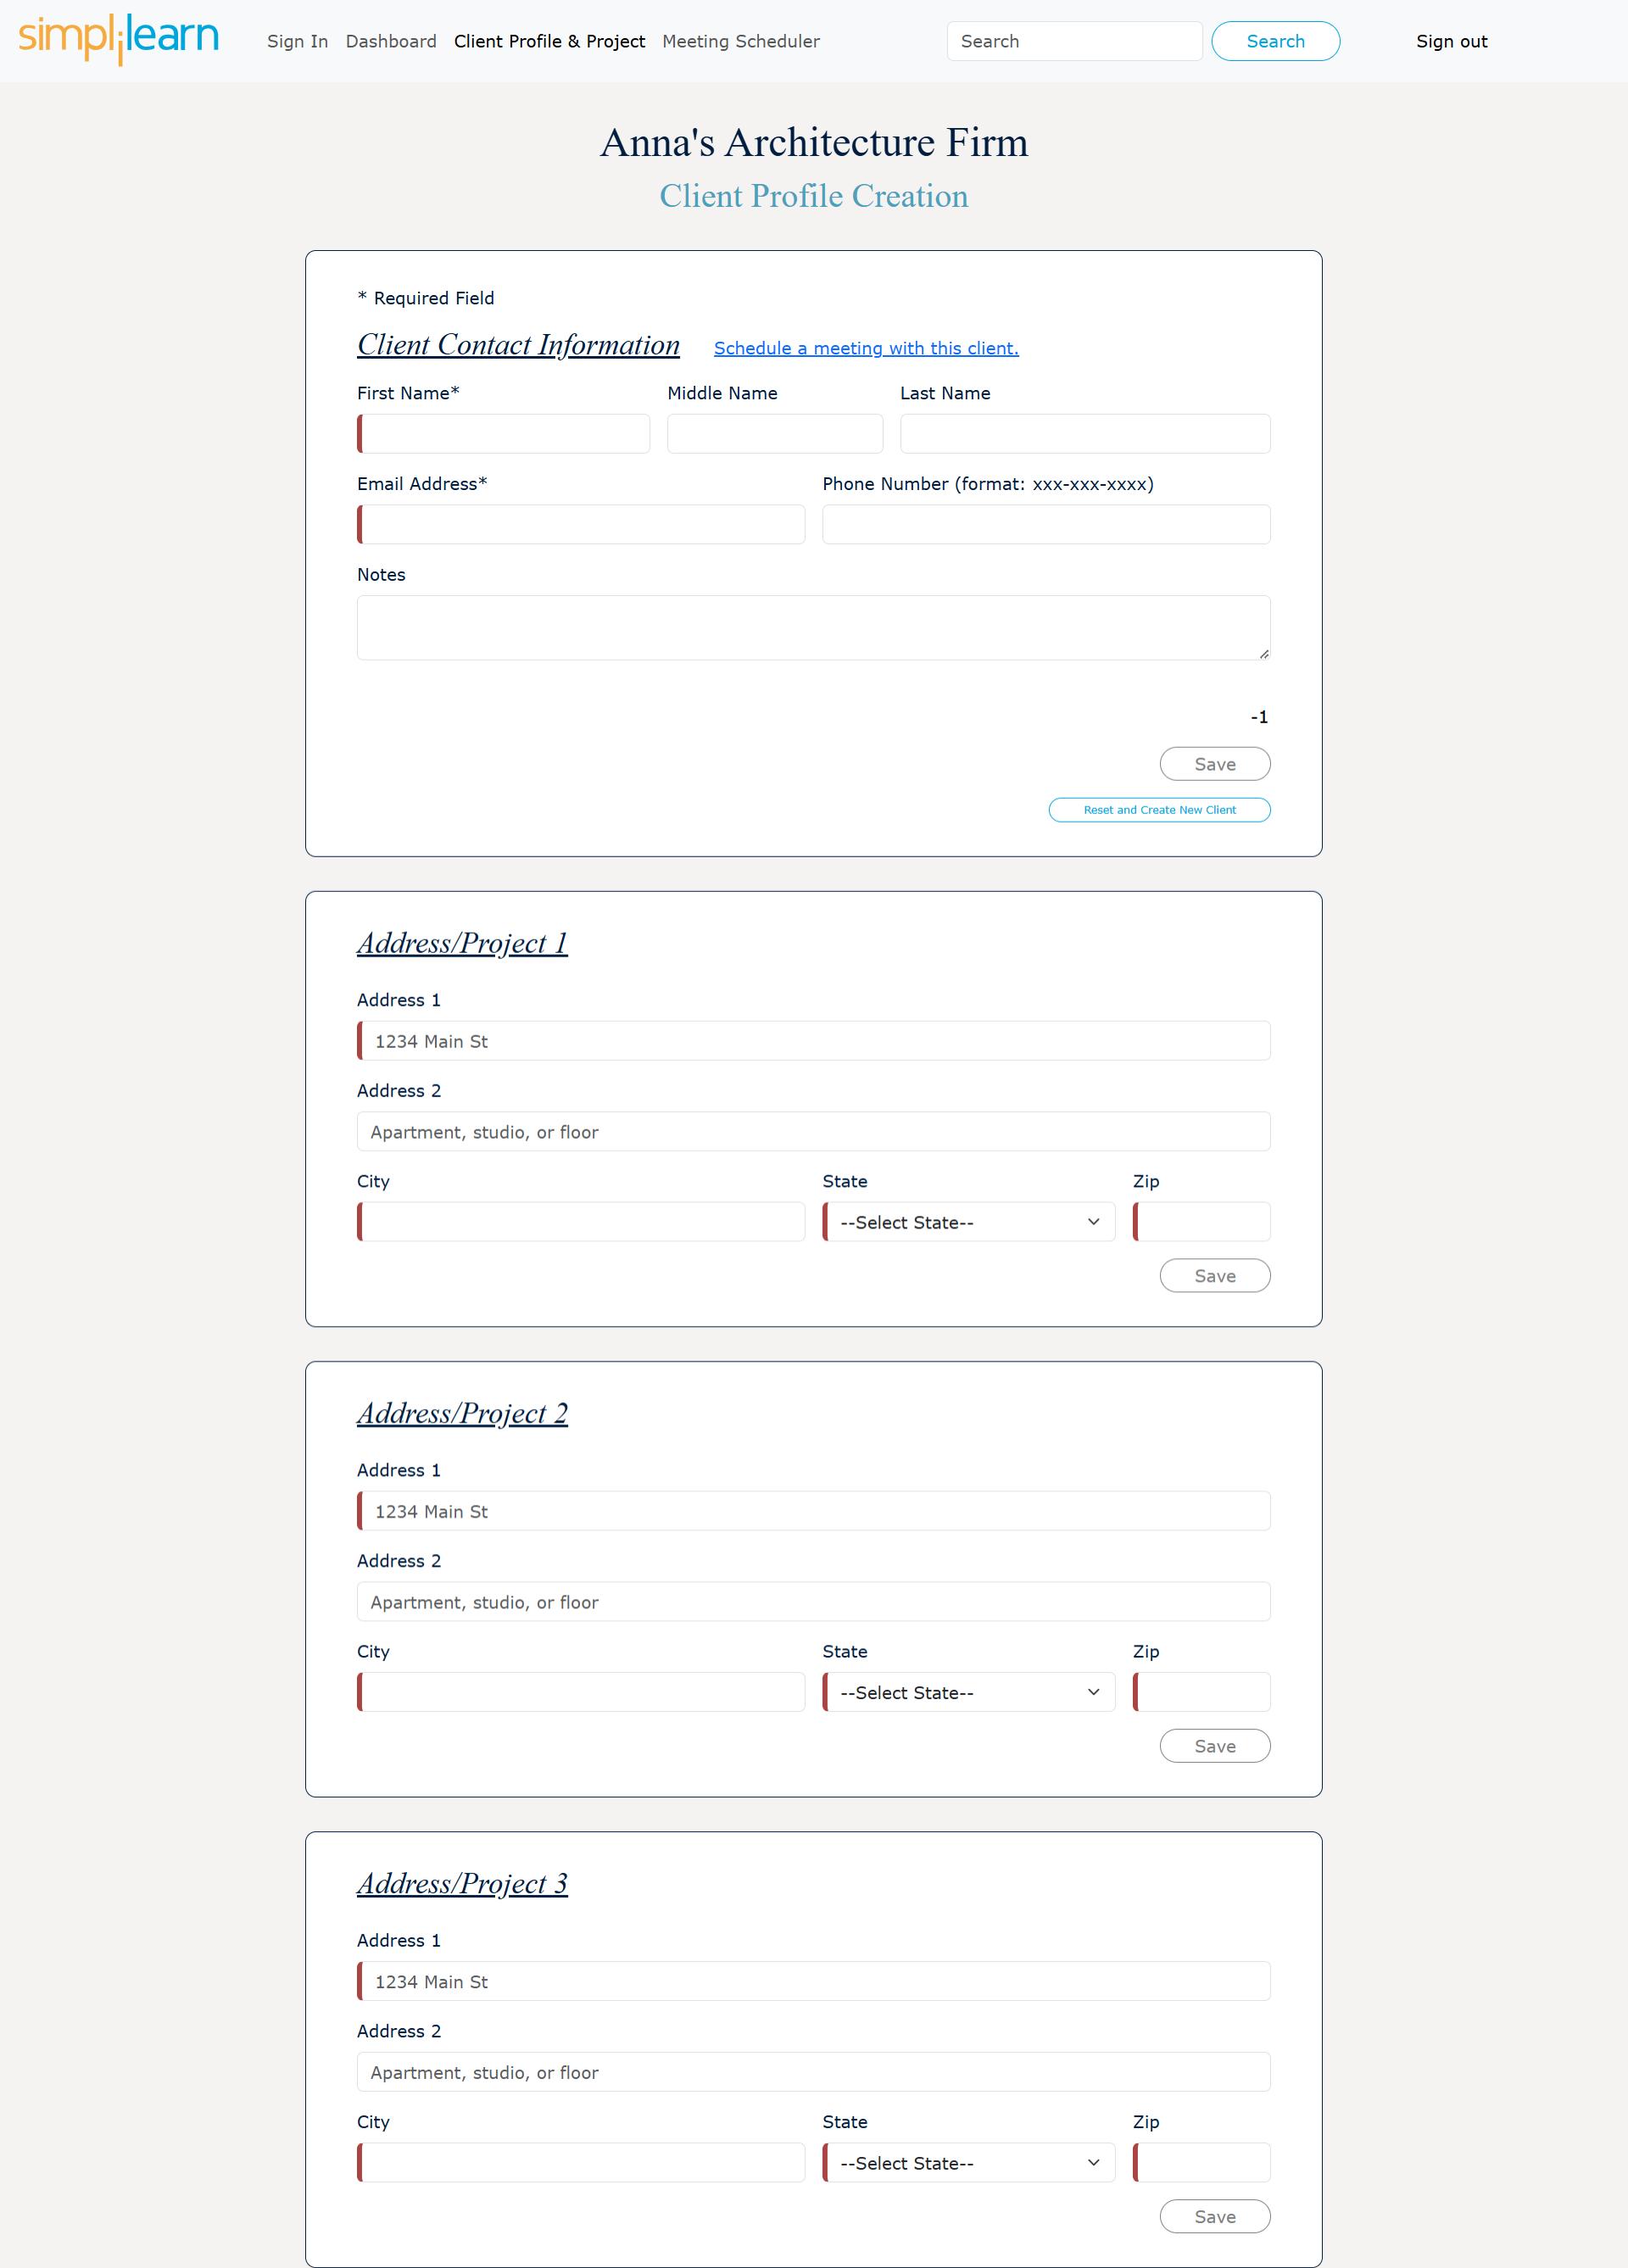 simplilearn
Sign In Dashboard Client Profile & Project Meeting Scheduler Search Search Sign out
Anna's Architecture Firm
Client Profile Creation
* Required Field
Client Contact Information Schedule a meeting with this client.
First Name* Middle Name Last Name
Email Address* Phone Number (format: xxx-xxx-xxxx)
Notes
-1
Save
Reset and Create New Client
Address/Project 1
Address 1
1234 Main St
Address 2
Apartment, studio, or floor
City State Zip
--Select State--
Save
Address/Project 2
Address 1
1234 Main St
Address 2
Apartment, studio, or floor
City State Zip
--Select State--
Save
Address/Project 3
Address 1
1234 Main St
Address 2
Apartment, studio, or floor
City State Zip
--Select State--
Save